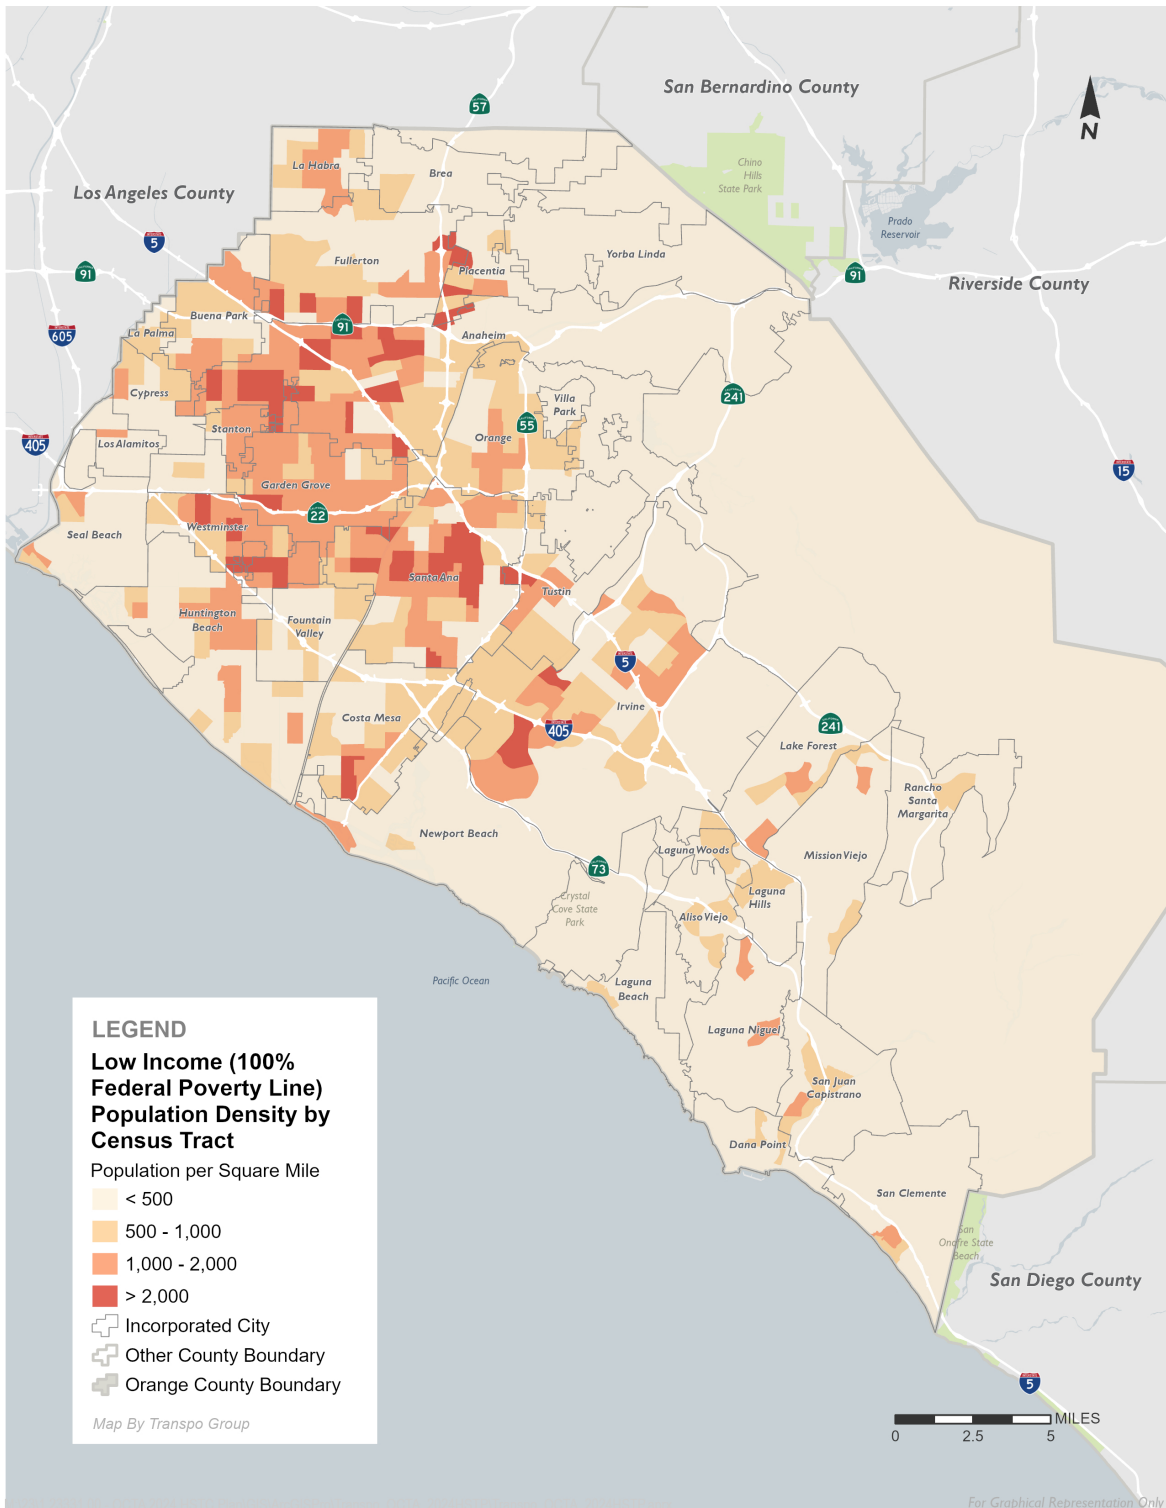 57
San Bernardino County
N
Chino
Hills
State Park
La Habra
Brea
Los Angeles County
Prado
Reservoir
5
91
Fullerton
Placentia
Yorba Linda
91
Riverside County
Buena Park
91
605
La Palma
Anaheim
Cypress
241
Villa
Park
55
Stanton
Orange
405
Los Alamitos
15
Garden Grove
22
Westminster
Seal Beach
Santa Ana
Tustin
Huntington
Beach
Fountain
Valley
5
Irvine
Costa Mesa
405
241
Lake Forest
Rancho
Santa
Margarita
Newport Beach
Laguna Woods
Mission Viejo
73
Laguna
Hills
Crystal
Cove State
Park
Aliso Viejo
Pacific Ocean
Laguna
Beach
Laguna Niguel
San Juan
Capistrano
Dana Point
San Clemente
San
Onofre State
Beach
San Diego County
5
LEGEND
Low Income (100%
Federal Poverty Line)
Population Density by
Census Tract
Population per Square Mile
< 500
500 - 1,000
1,000 - 2,000
> 2,000
Incorporated City
Other County Boundary
Orange County Boundary
Map By Transpo Group
MILES
0 2.5 5
For Graphical Representation Only